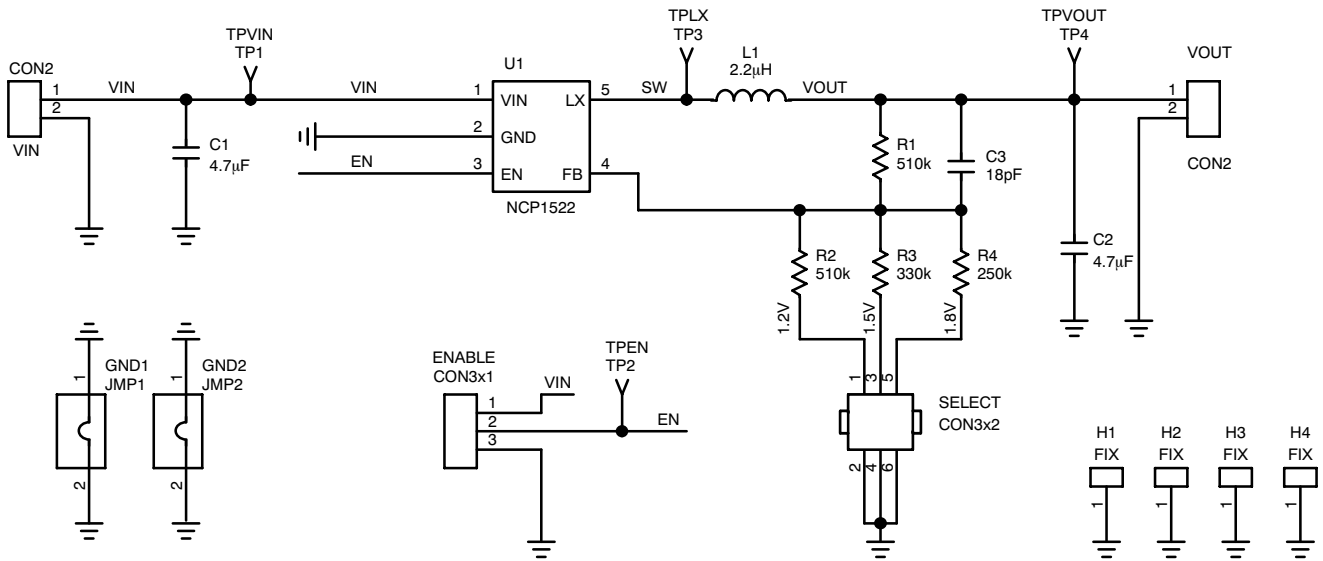 CON2
1
2
VIN
VIN
TPVIN
TP1
C1
4.7μF
VIN
EN
U1
1
2
3
VIN
GND
EN
LX
FB
5
4
NCP1522
SW
TPLX
TP3
L1
2.2μH
VOUT
R1
510k
C3
18pF
TPVOUT
TP4
VOUT
1
2
CON2
C2
4.7μF
R2
510k
R3
330k
R4
250k
1.2V
1.5V
1.8V
1
3
5
SELECT
CON3x2
2
4
6
1
GND1
JMP1
2
1
GND2
JMP2
2
ENABLE
CON3x1
1
2
3
VIN
TPEN
TP2
EN
H1
FIX
1
H2
FIX
1
H3
FIX
1
H4
FIX
1